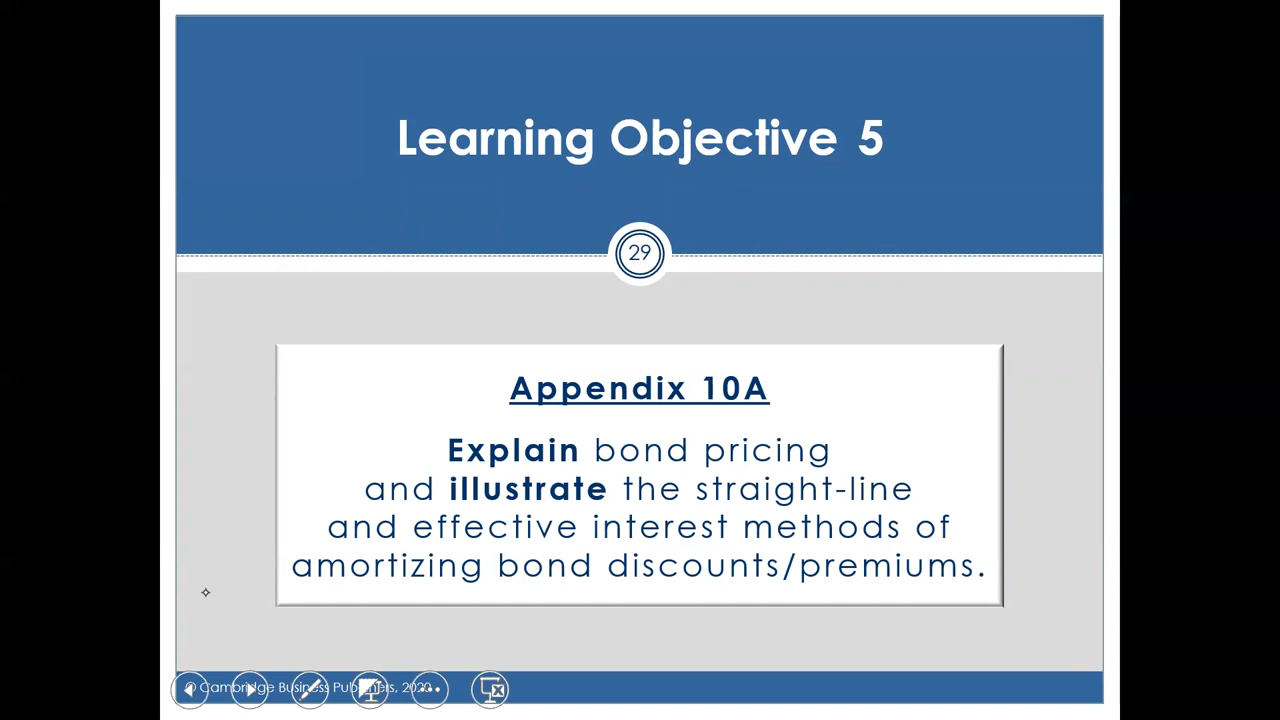 Learning Objective 5
29
Appendix 10A
Explain bond pricing
and illustrate the straight-line
and effective interest methods of
amortizing bond discounts/premiums.
© Cambridge Business Publishers, 2020